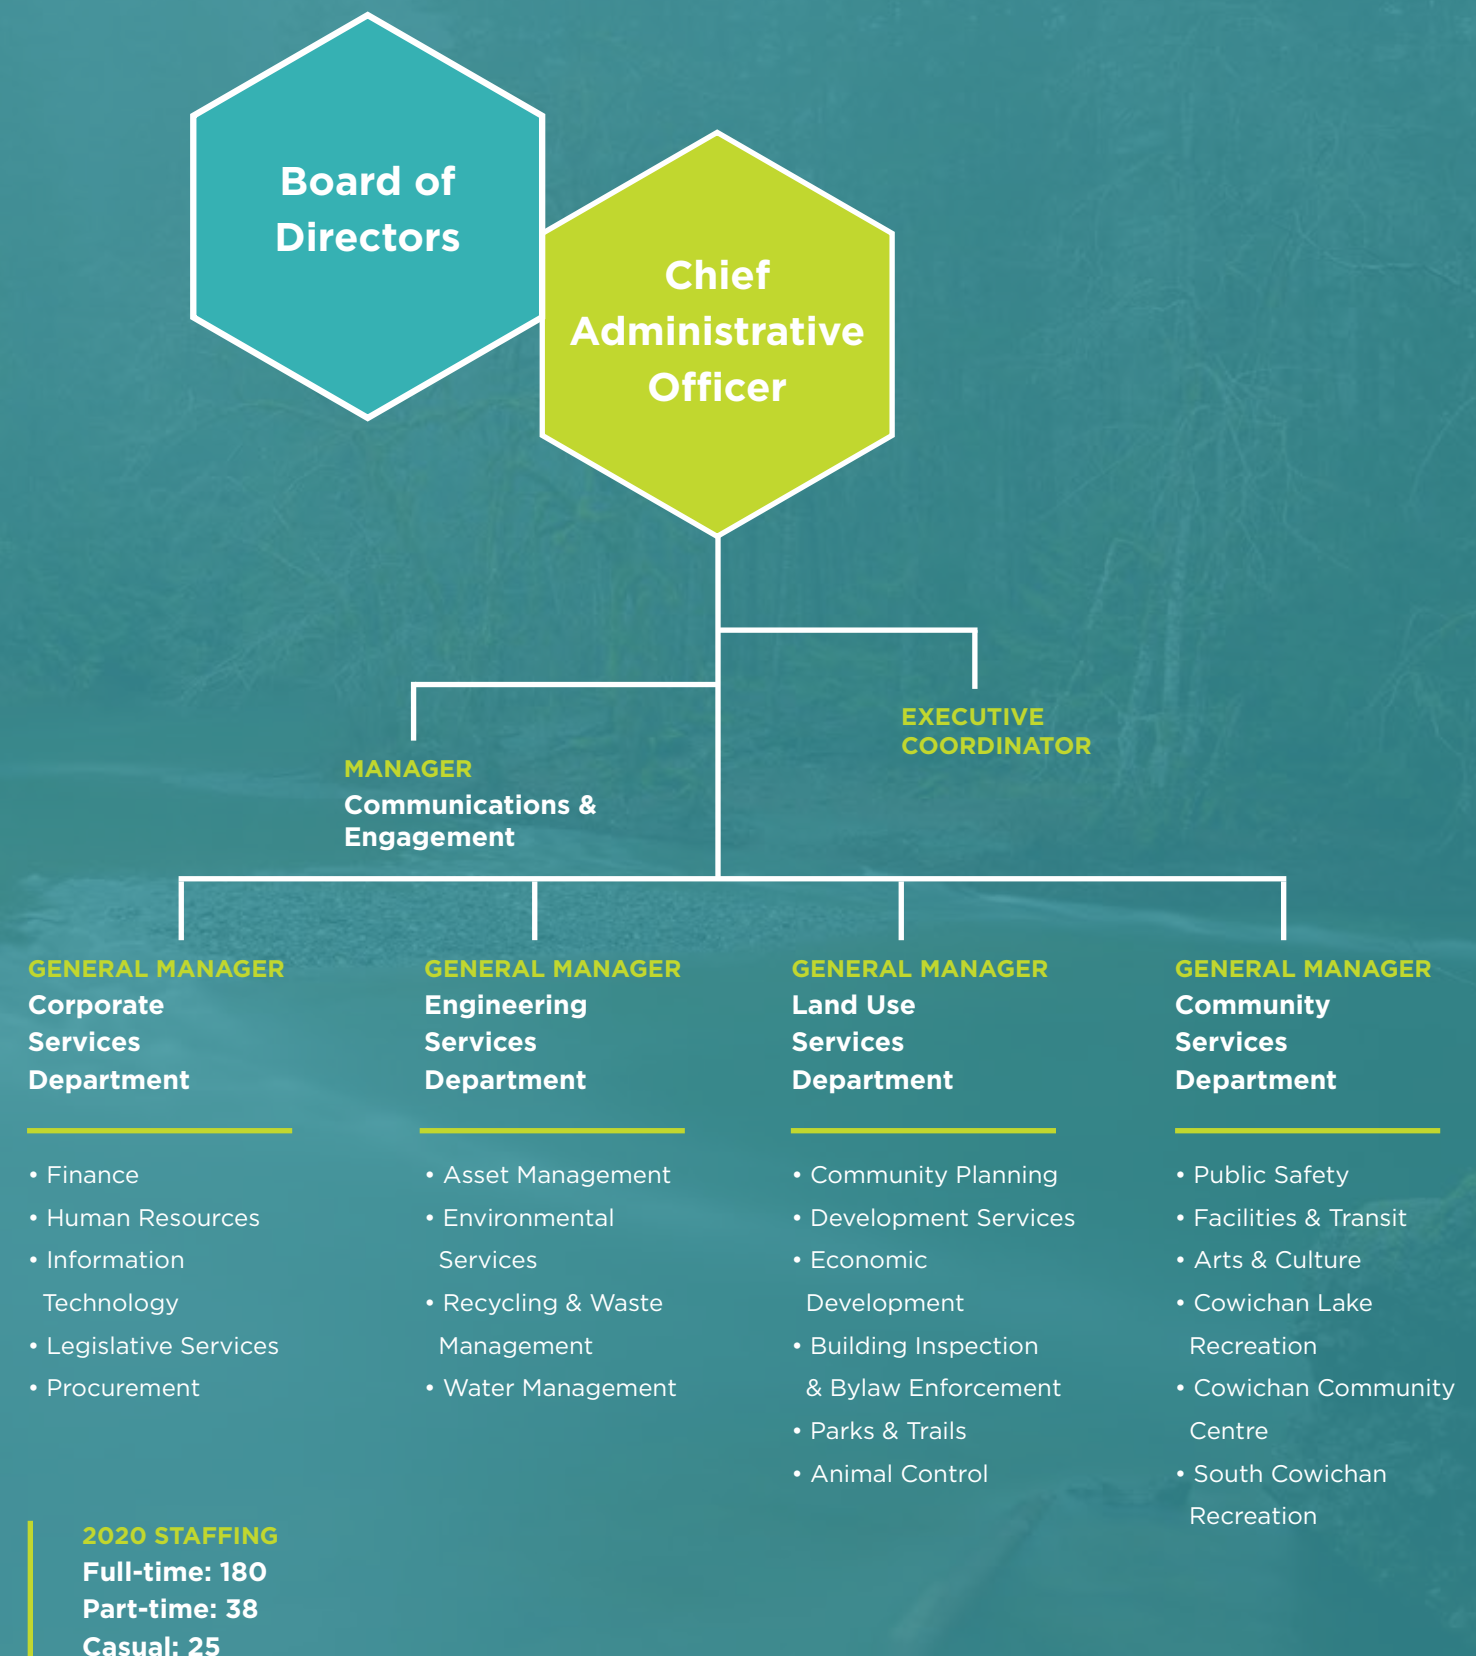 Board of
Directors
Chief
Administrative
Officer
EXECUTIVE
COORDINATOR
MANAGER
Communications &
Engagement
GENERAL MANAGER
Corporate
Services
Department
• Finance
• Human Resources
• Information
Technology
• Legislative Services
• Procurement
GENERAL MANAGER
Engineering
Services
Department
• Asset Management
• Environmental
Services
• Recycling & Waste
Management
• Water Management
GENERAL MANAGER
Land Use
Services
Department
• Community Planning
• Development Services
• Economic
Development
• Building Inspection
& Bylaw Enforcement
• Parks & Trails
• Animal Control
GENERAL MANAGER
Community
Services
Department
• Public Safety
• Facilities & Transit
• Arts & Culture
• Cowichan Lake
Recreation
• Cowichan Community
Centre
• South Cowichan
Recreation
2020 STAFFING
Full-time: 180
Part-time: 38
Casual: 25